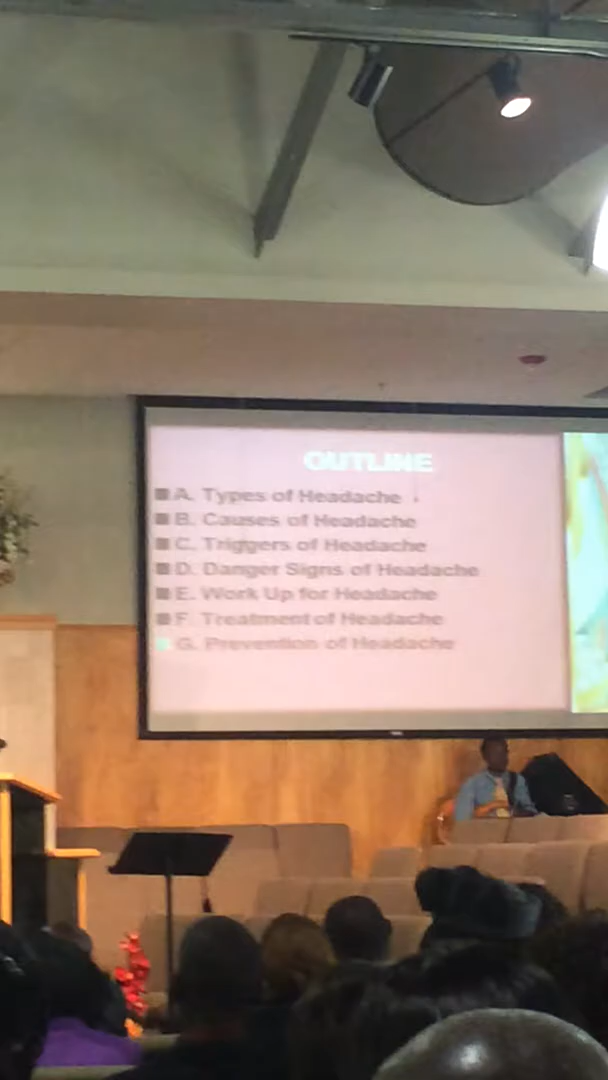 OUTLINE
A. Types of Headache
B. Causes of Headache
C. Triggers of Headache
D. Danger Signs of Headache
E. Work Up for Headache
F. Treatment of Headache
G. Prevention of Headache